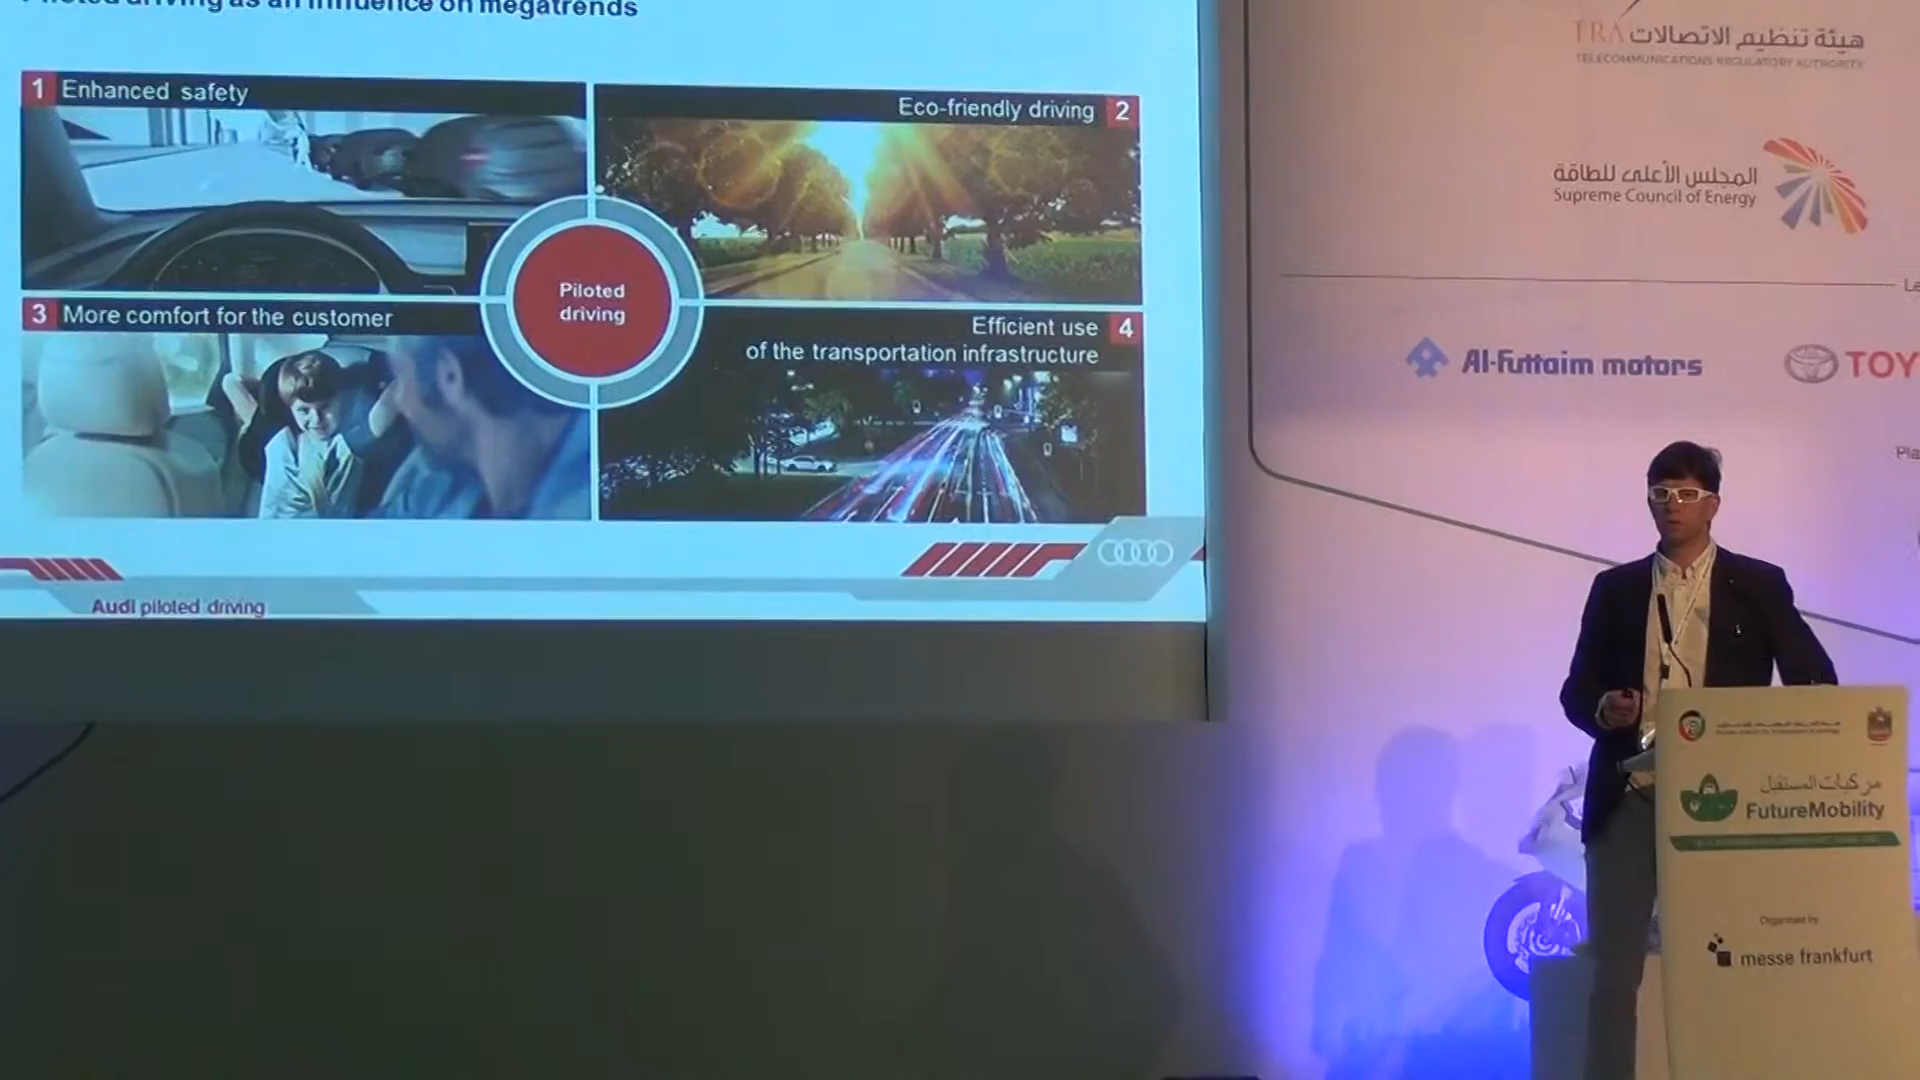 Piloted driving as an influence on megatrends
1 Enhanced safety
Eco-friendly driving 2
3 More comfort for the customer
Efficient use 4
of the transportation infrastructure
Piloted
driving
Audi piloted driving
TRA هيئة تنظيم الاتصالات
TELECOMMUNICATIONS REGULATORY AUTHORITY
المجلس الأعلى للطاقة
Supreme Council of Energy
Al-Futtaim motors
TOY
مركبات المستقبل
FutureMobility
Organised by
messe frankfurt